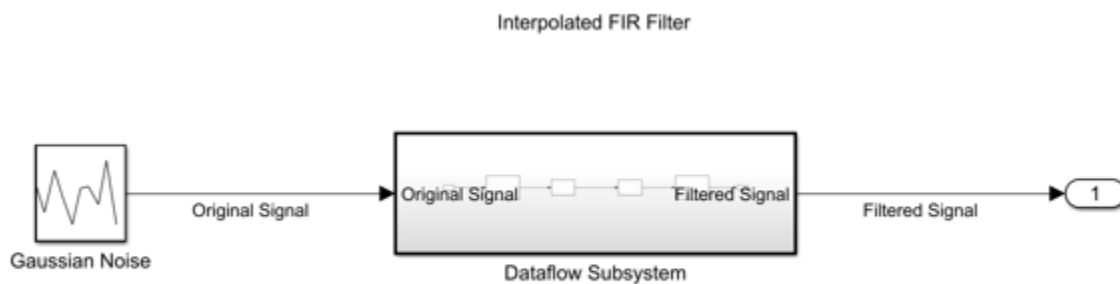 Interpolated FIR Filter
Original Signal
Filtered Signal
1
Original Signal
Filtered Signal
Gaussian Noise
Dataflow Subsystem